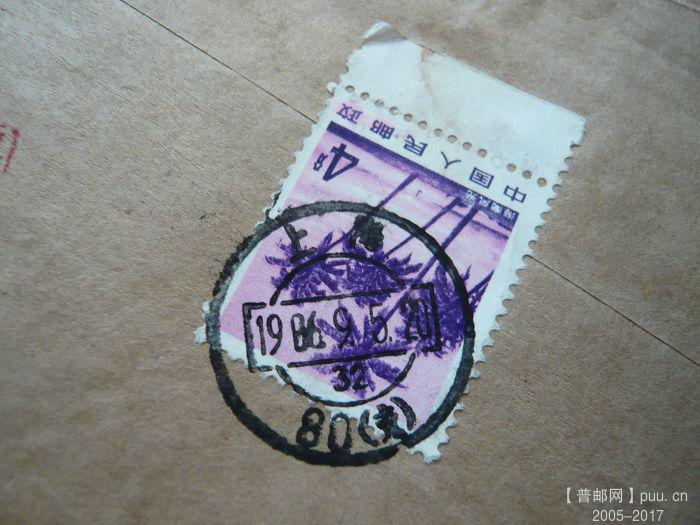 中国人民邮政
4分
海南风光
上海
1986.9.5.20
32
80(支)
【普邮网】puu.cn
2005-2017